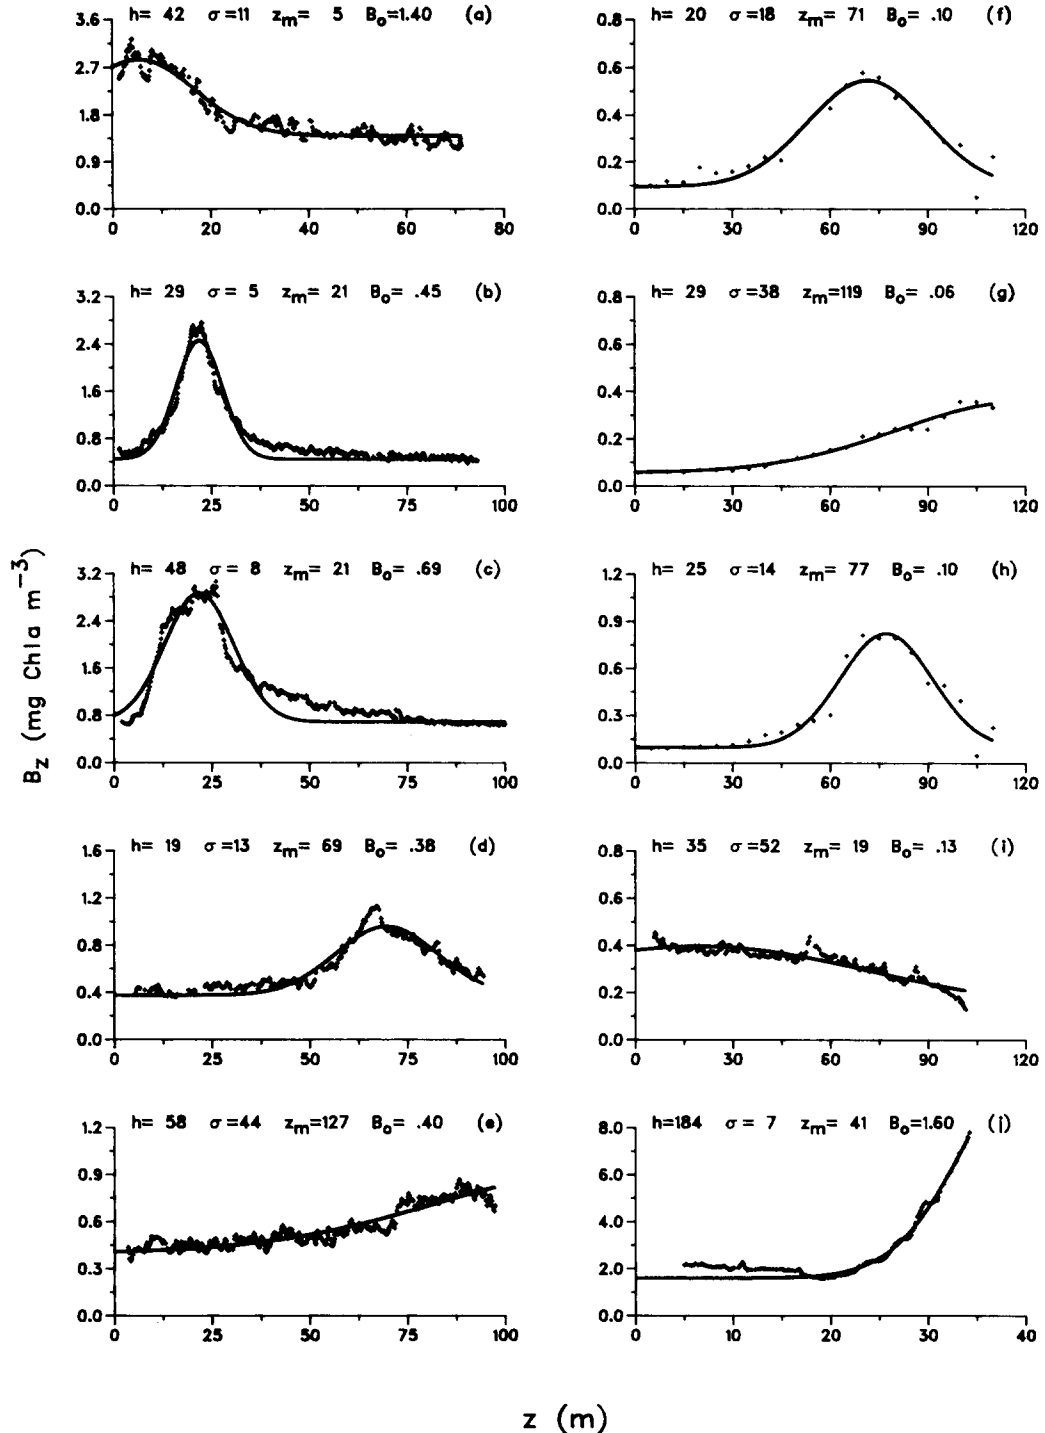 h= 42 σ=11 z_m= 5 B_o=1.40 (a)
3.6
2.7
1.8
0.9
0.0
0 20 40 60 80
h= 20 σ=18 z_m= 71 B_o= .10 (f)
0.8
0.6
0.4
0.2
0.0
0 30 60 90 120
h= 29 σ= 5 z_m= 21 B_o= .45 (b)
3.2
2.4
1.6
0.8
0.0
0 25 50 75 100
h= 29 σ=38 z_m=119 B_o= .06 (g)
0.8
0.6
0.4
0.2
0.0
0 30 60 90 120
B_z (mg Chla m⁻³)
h= 48 σ= 8 z_m= 21 B_o= .69 (c)
3.2
2.4
1.6
0.8
0.0
0 25 50 75 100
h= 25 σ=14 z_m= 77 B_o= .10 (h)
1.2
0.9
0.6
0.3
0.0
0 30 60 90 120
h= 19 σ=13 z_m= 69 B_o= .38 (d)
1.6
1.2
0.8
0.4
0.0
0 25 50 75 100
h= 35 σ=52 z_m= 19 B_o= .13 (i)
0.8
0.6
0.4
0.2
0.0
0 30 60 90 120
h= 58 σ=44 z_m=127 B_o= .40 (e)
1.2
0.9
0.6
0.3
0.0
0 25 50 75 100
h=184 σ= 7 z_m= 41 B_o=1.60 (j)
8.0
6.0
4.0
2.0
0.0
0 10 20 30 40
z (m)